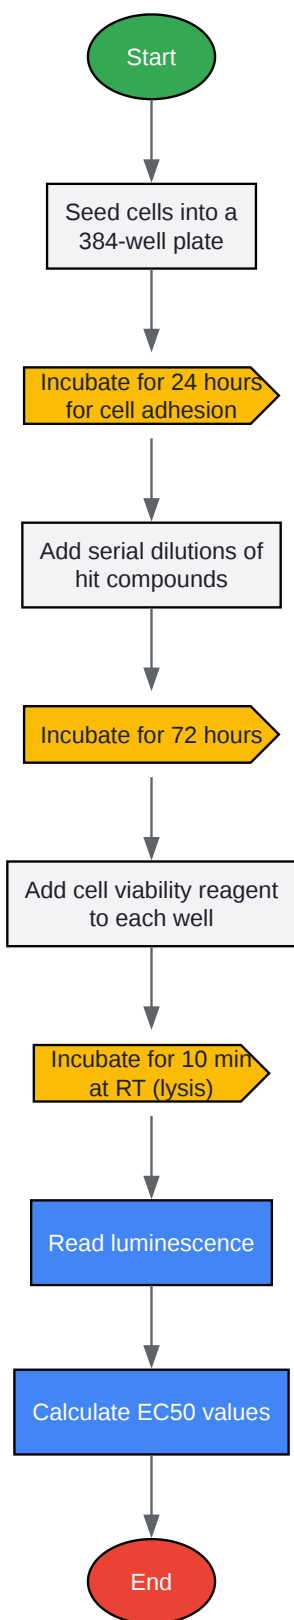 Start
Seed cells into a
384-well plate
Incubate for 24 hours
for cell adhesion
Add serial dilutions of
hit compounds
Incubate for 72 hours
Add cell viability reagent
to each well
Incubate for 10 min
at RT (lysis)
Read luminescence
Calculate EC50 values
End